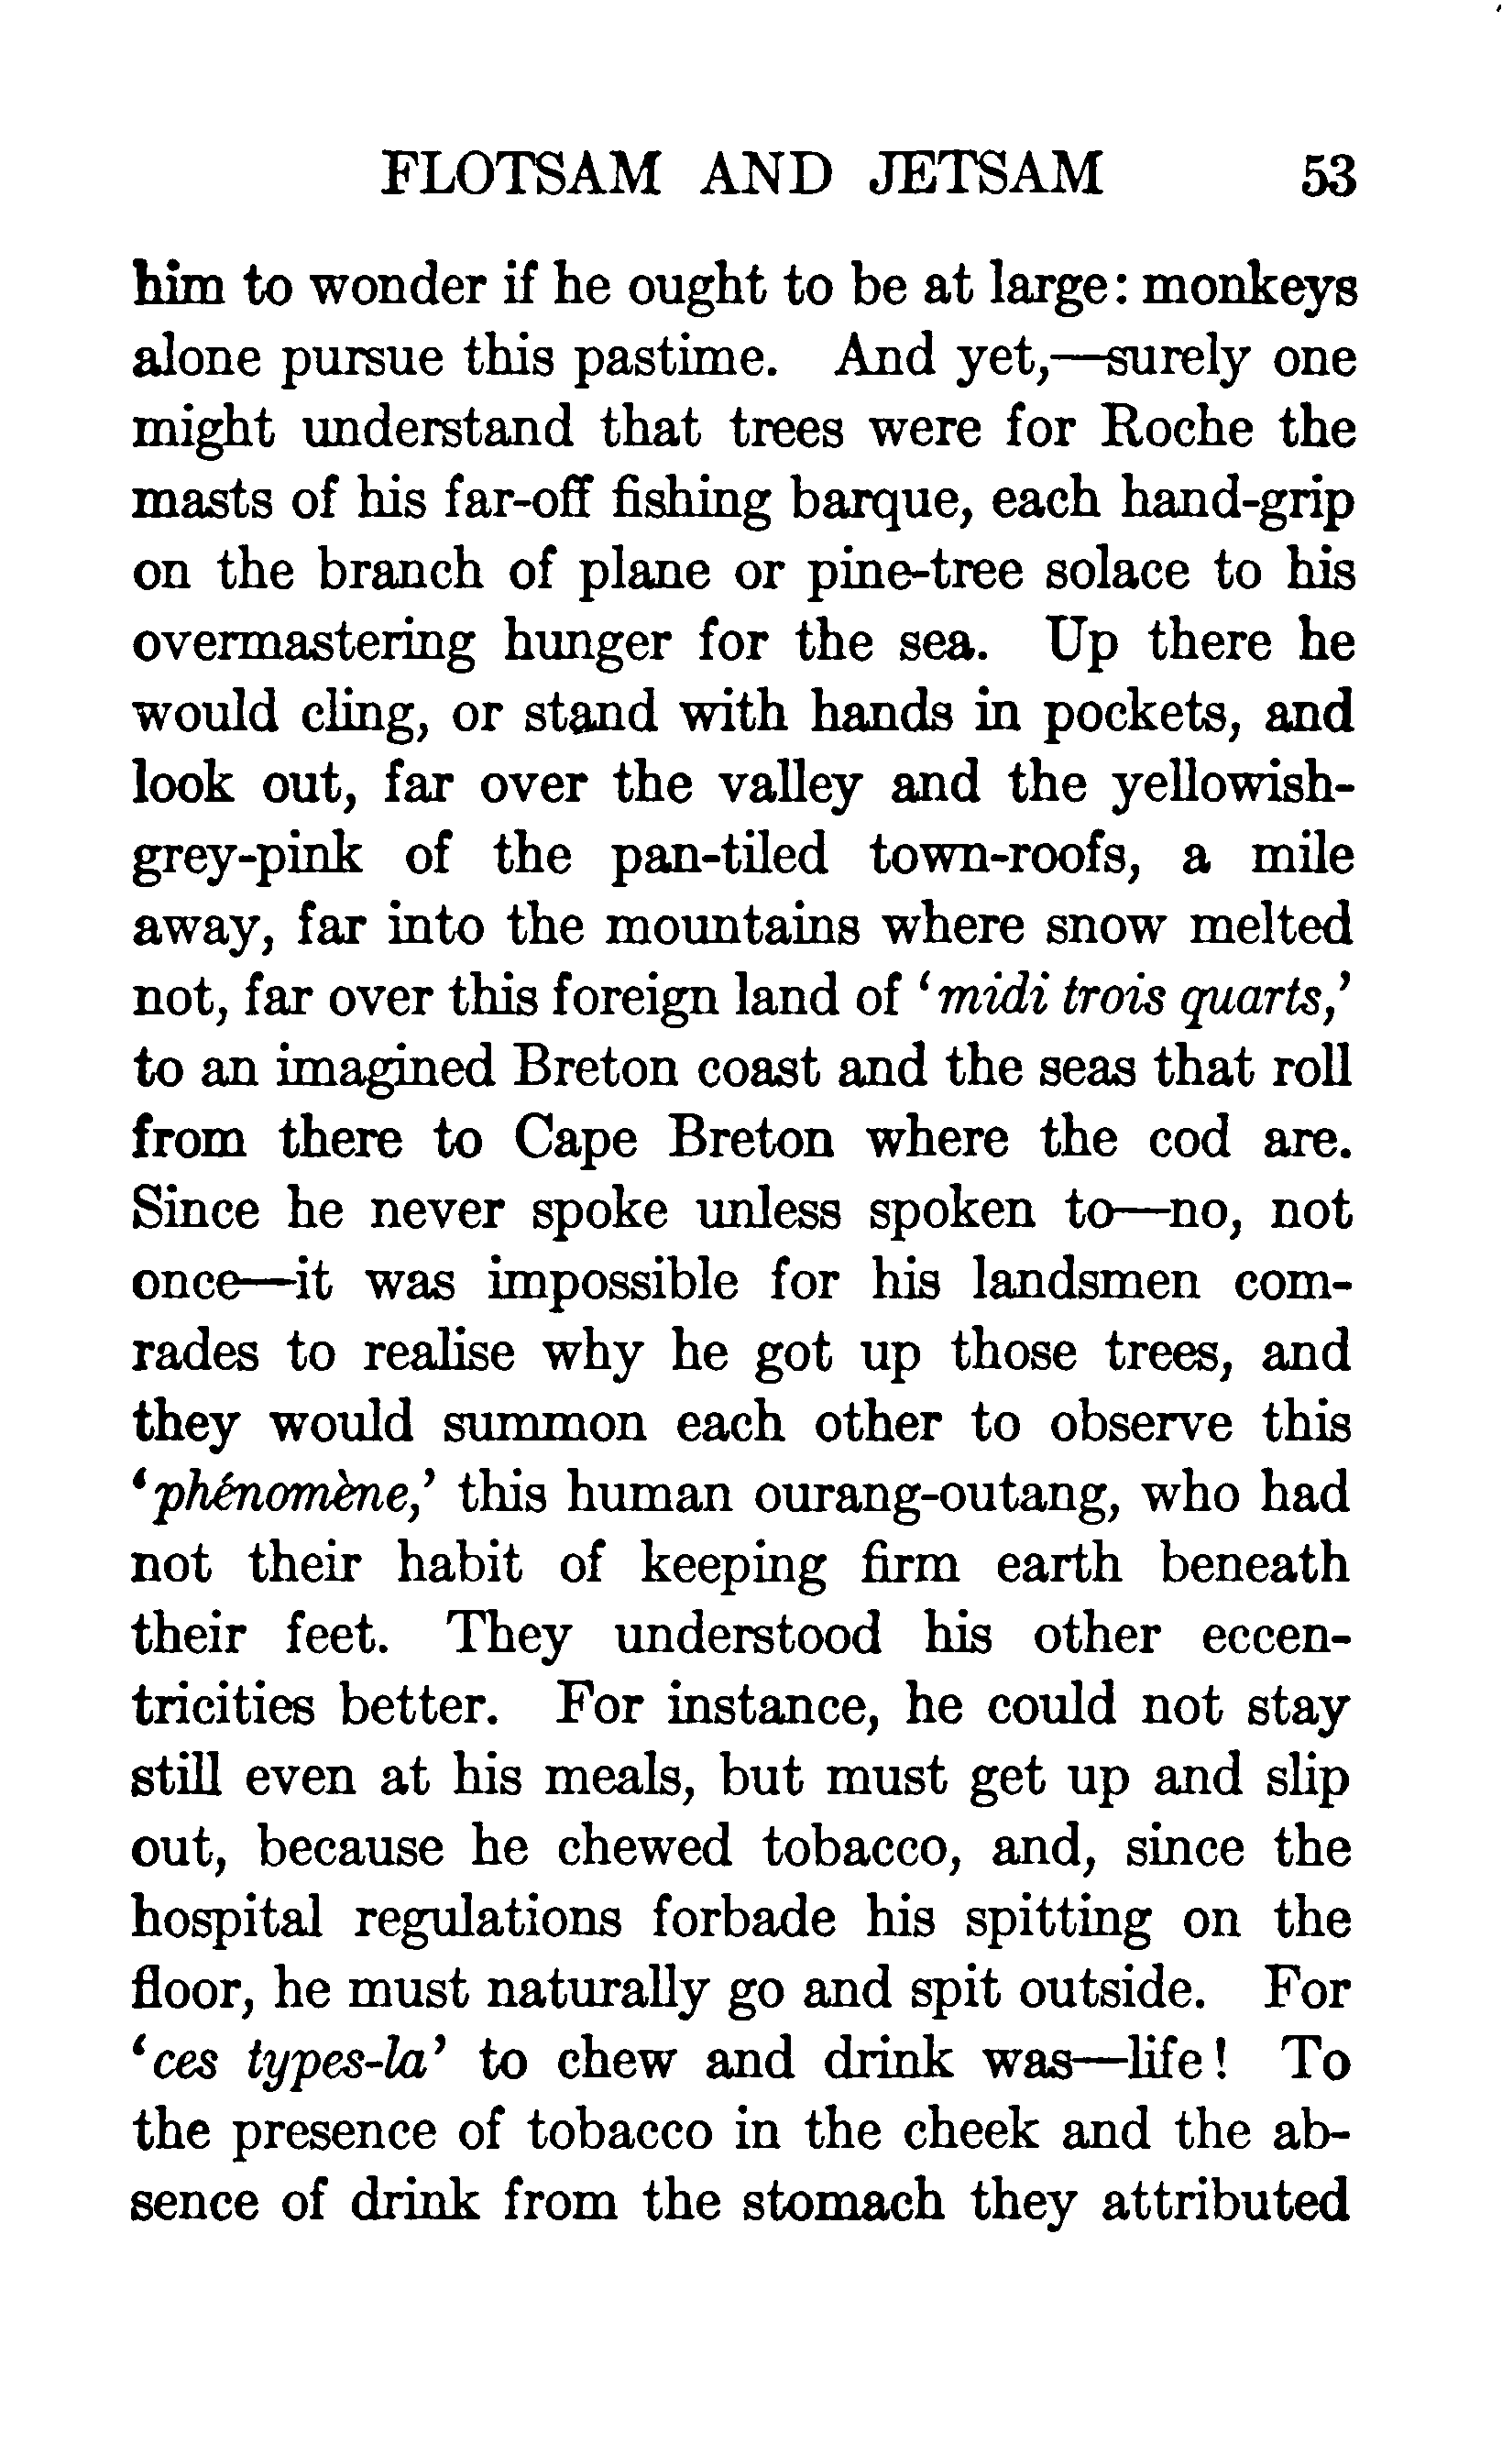 FLOTSAM AND JETSAM 53
him to wonder if he ought to be at large: monkeys
alone pursue this pastime. And yet,—surely one
might understand that trees were for Roche the
masts of his far-off fishing barque, each hand-grip
on the branch of plane or pine-tree solace to his
overmastering hunger for the sea. Up there he
would cling, or stand with hands in pockets, and
look out, far over the valley and the yellowish-
grey-pink of the pan-tiled town-roofs, a mile
away, far into the mountains where snow melted
not, far over this foreign land of ‘midi trois quarts,’
to an imagined Breton coast and the seas that roll
from there to Cape Breton where the cod are.
Since he never spoke unless spoken to—no, not
once—it was impossible for his landsmen com-
rades to realise why he got up those trees, and
they would summon each other to observe this
‘phénomène,’ this human ourang-outang, who had
not their habit of keeping firm earth beneath
their feet. They understood his other eccen-
tricities better. For instance, he could not stay
still even at his meals, but must get up and slip
out, because he chewed tobacco, and, since the
hospital regulations forbade his spitting on the
floor, he must naturally go and spit outside. For
‘ces types-la’ to chew and drink was—life! To
the presence of tobacco in the cheek and the ab-
sence of drink from the stomach they attributed